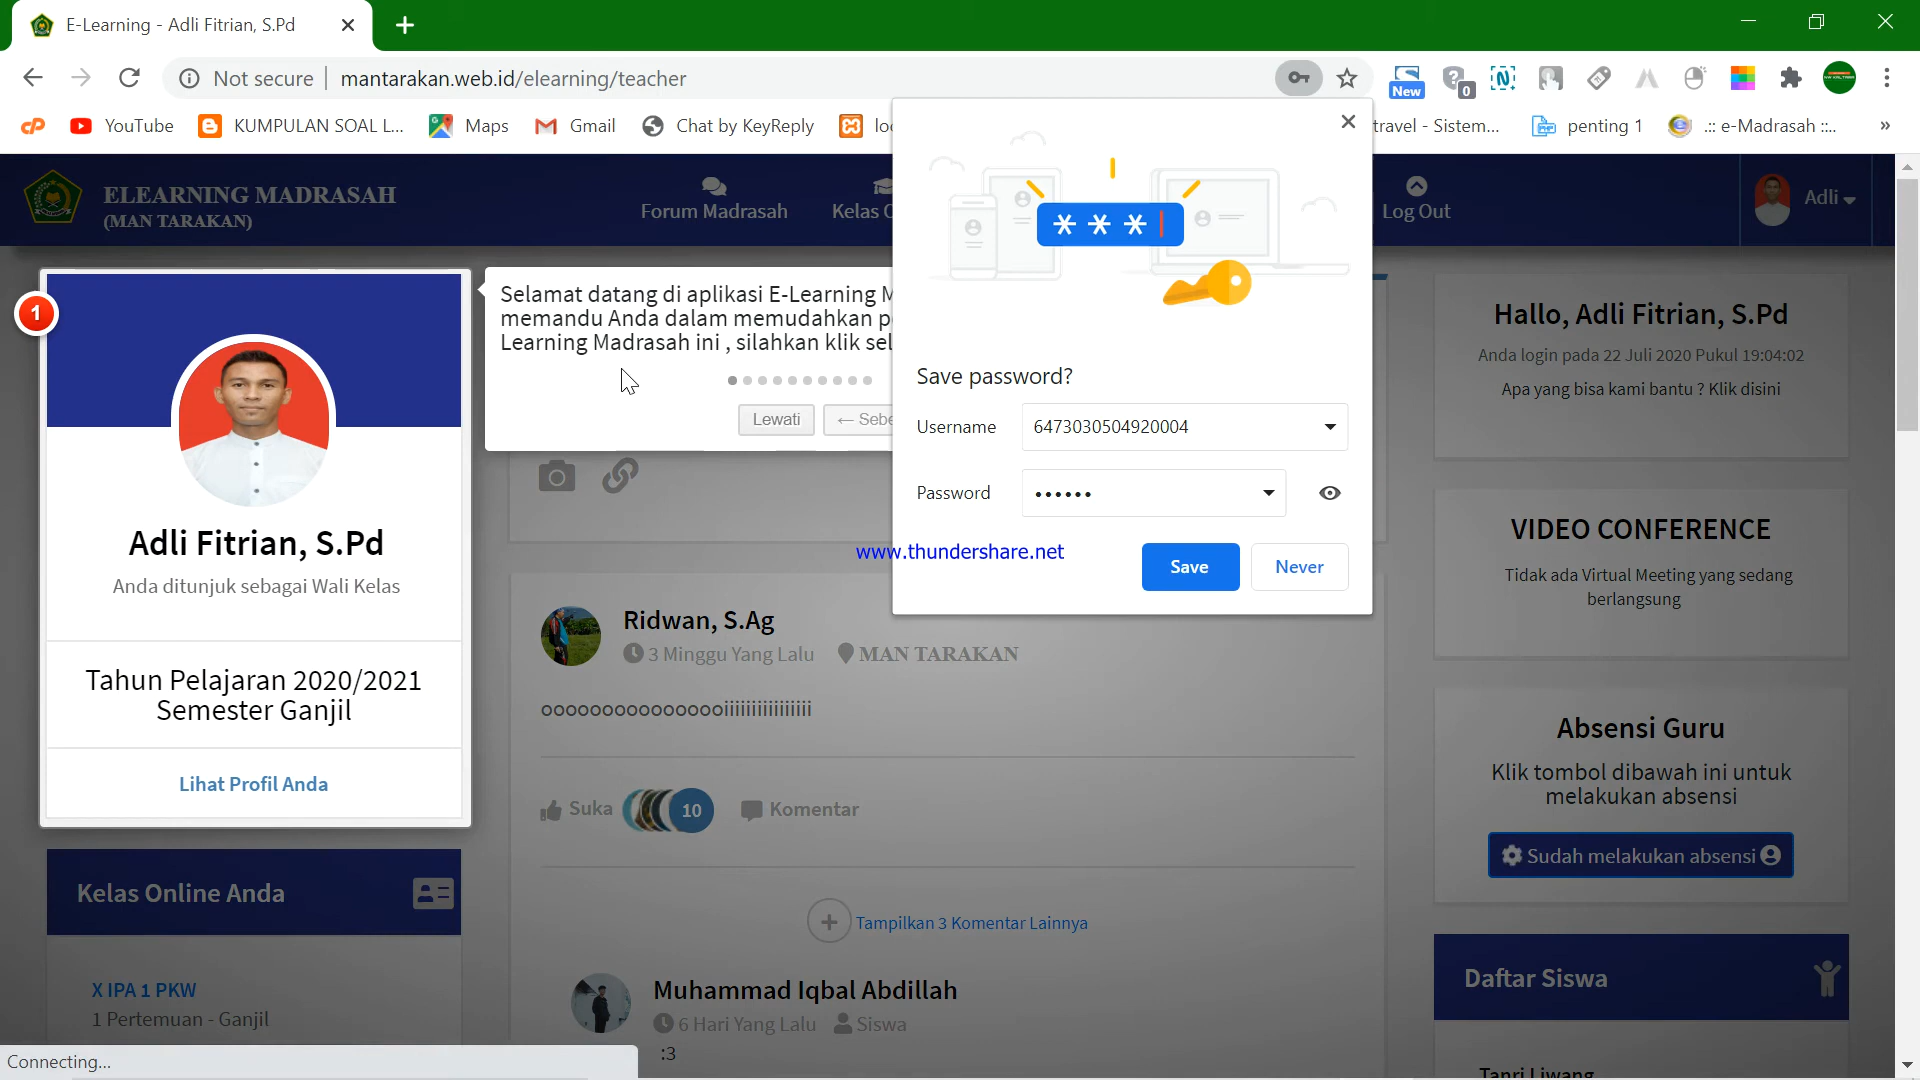 E-Learning - Adli Fitrian, S.Pd
Not secure
mantarakan.web.id/elearning/teacher
New
0
YouTube
KUMPULAN SOAL L...
Maps
Gmail
Chat by KeyReply
travel - Sistem...
penting 1
.:: e-Madrasah ::..
»
ELEARNING MADRASAH
(MAN TARAKAN)
Forum Madrasah
Kelas
Log Out
Adli
1
Adli Fitrian, S.Pd
Anda ditunjuk sebagai Wali Kelas
Tahun Pelajaran 2020/2021
Semester Ganjil
Lihat Profil Anda
Kelas Online Anda
X IPA 1 PKW
1 Pertemuan - Ganjil
Selamat datang di aplikasi E-Learning
memandu Anda dalam memudahkan
Learning Madrasah ini , silahkan klik
Lewati
←
Save password?
Username
6473030504920004
Password
••••••
Save
Never
www.thundershare.net
Ridwan, S.Ag
3 Minggu Yang Lalu
MAN TARAKAN
oooooooooooooooiiiiiiiiiiiiiiii
Suka
10
Komentar
Tampilkan 3 Komentar Lainnya
Muhammad Iqbal Abdillah
6 Hari Yang Lalu
Siswa
:3
Hallo, Adli Fitrian, S.Pd
Anda login pada 22 Juli 2020 Pukul 19:04:02
Apa yang bisa kami bantu ? Klik disini
VIDEO CONFERENCE
Tidak ada Virtual Meeting yang sedang
berlangsung
Absensi Guru
Klik tombol dibawah ini untuk
melakukan absensi
Sudah melakukan absensi
Daftar Siswa
Tanri Liwang
Connecting...